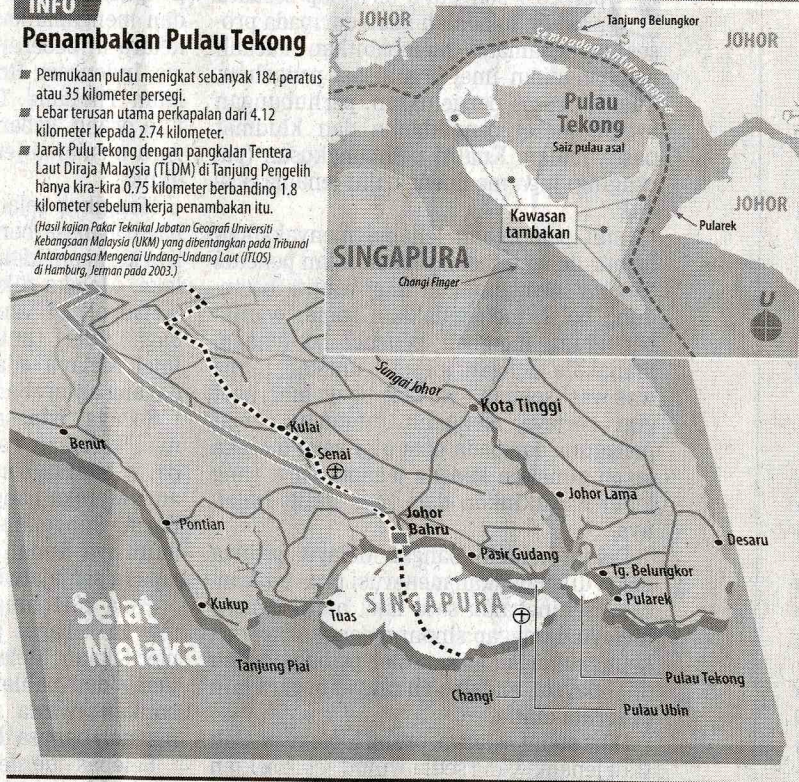 INFO
Penambakan Pulau Tekong
Permukaan pulau menigkat sebanyak 184 peratus
atau 35 kilometer persegi.
Lebar terusan utama perkapalan dari 4.12
kilometer kepada 2.74 kilometer.
Jarak Pulu Tekong dengan pangkalan Tentera
Laut Diraja Malaysia (TLDM) di Tanjung Pengelih
hanya kira-kira 0.75 kilometer berbanding 1.8
kilometer sebelum kerja penambakan itu.
(Hasil kajian Pakar Teknikal Jabatan Geografi Universiti
Kebangsaan Malaysia (UKM) yang dibentangkan pada Tribunal
Antarabangsa Mengenai Undang-Undang Laut (ITLOS)
di Hamburg, Jerman pada 2003.)
JOHOR
Tanjung Belungkor
JOHOR
Sempadan Antarabangsa
Pulau
Tekong
Saiz pulau asal
JOHOR
Pularek
Kawasan
tambakan
SINGAPURA
Changi Finger
U
Sungai Johor
Kota Tinggi
Kulai
Benut
Senai
Johor Lama
Pontian
Johor
Bahru
Desaru
Pasir Gudang
Tg. Belungkor
Kukup
Tuas
SINGAPURA
Pularek
Selat
Melaka
Tanjung Piai
Changi
Pulau Tekong
Pulau Ubin